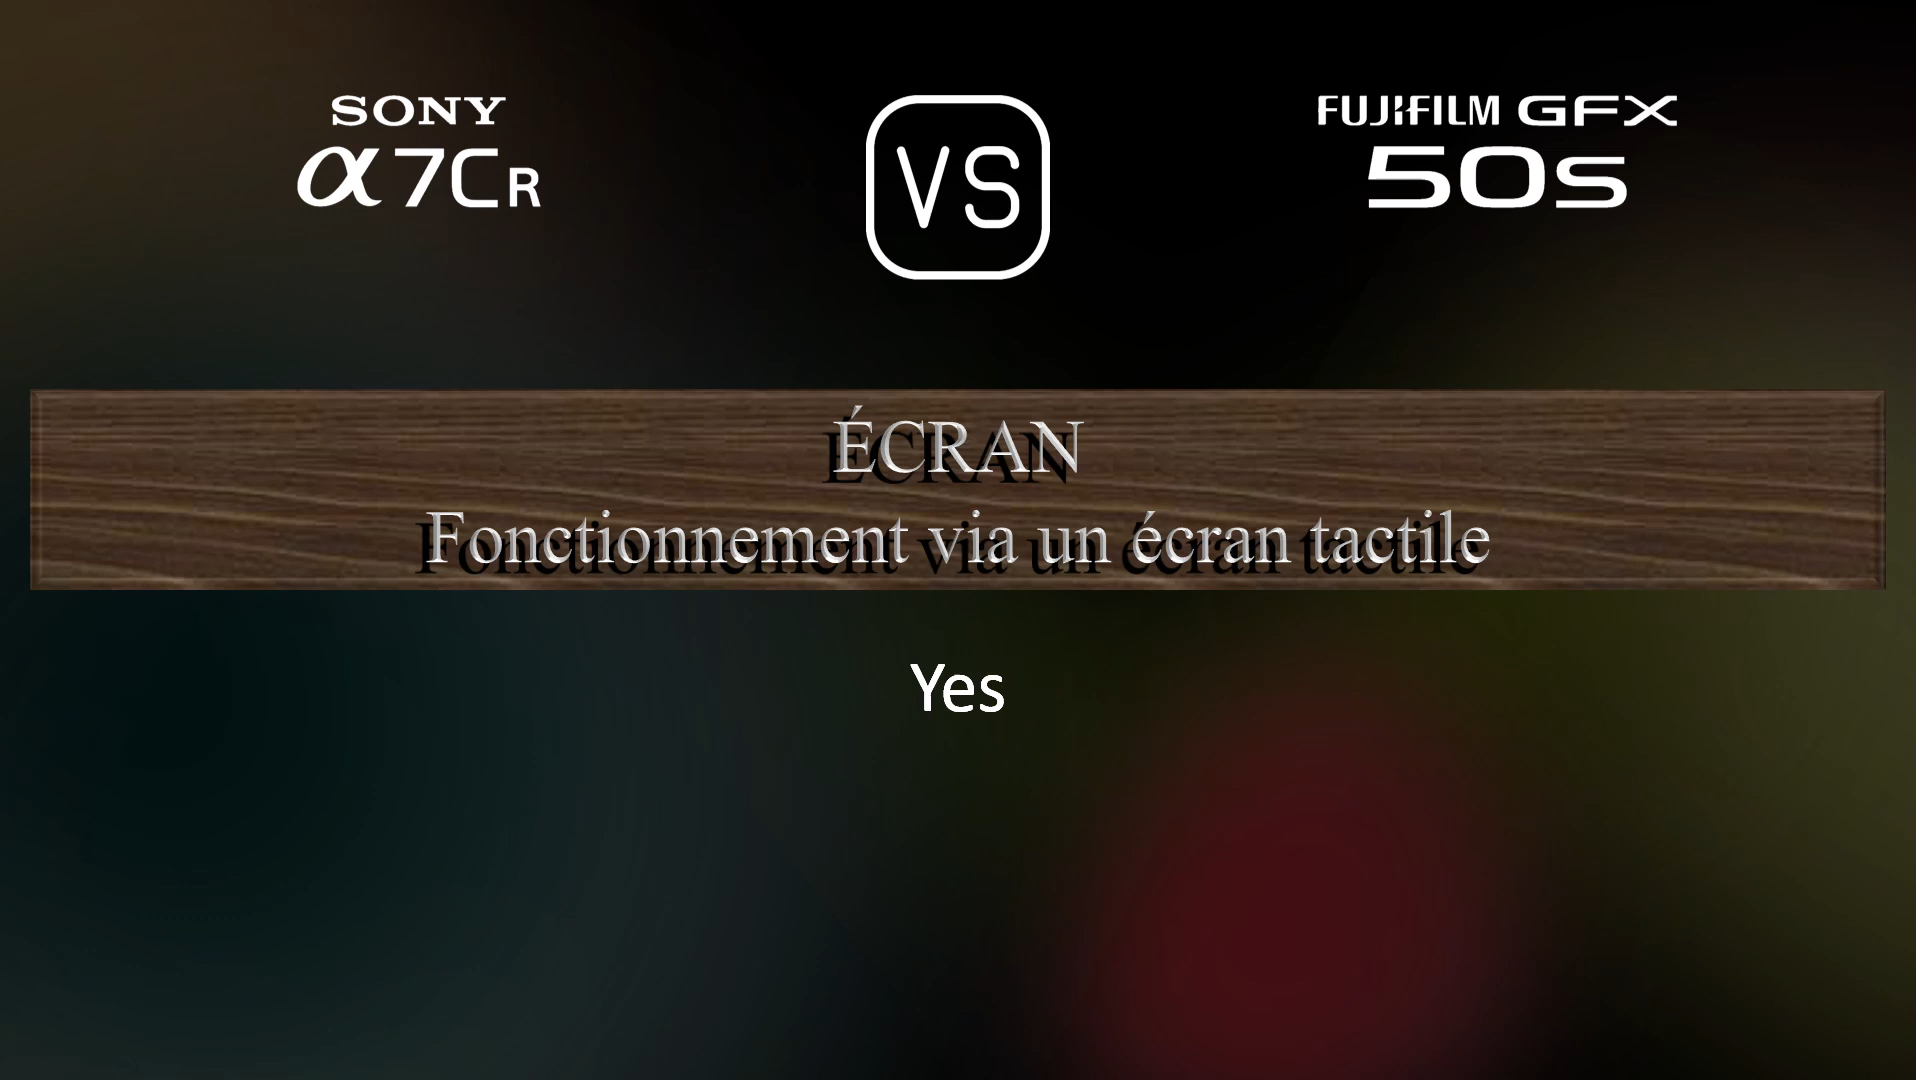 SONY
α7CR
VS
FUJIFILM GFX
50S
ÉCRAN
Fonctionnement via un écran tactile
Yes